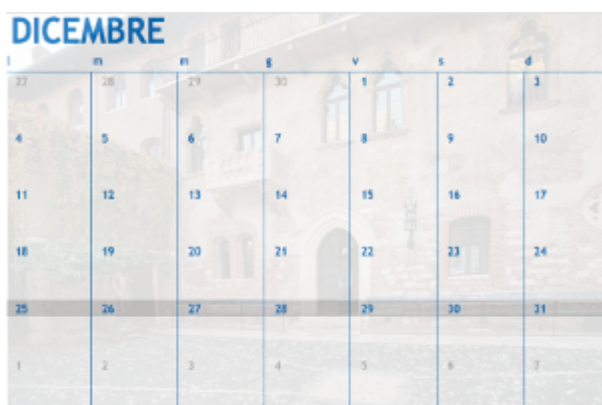 DICEMBRE
l m m g v s d
27 28 29 30 1 2 3
4 5 6 7 8 9 10
11 12 13 14 15 16 17
18 19 20 21 22 23 24
25 26 27 28 29 30 31
1 2 3 4 5 6 7